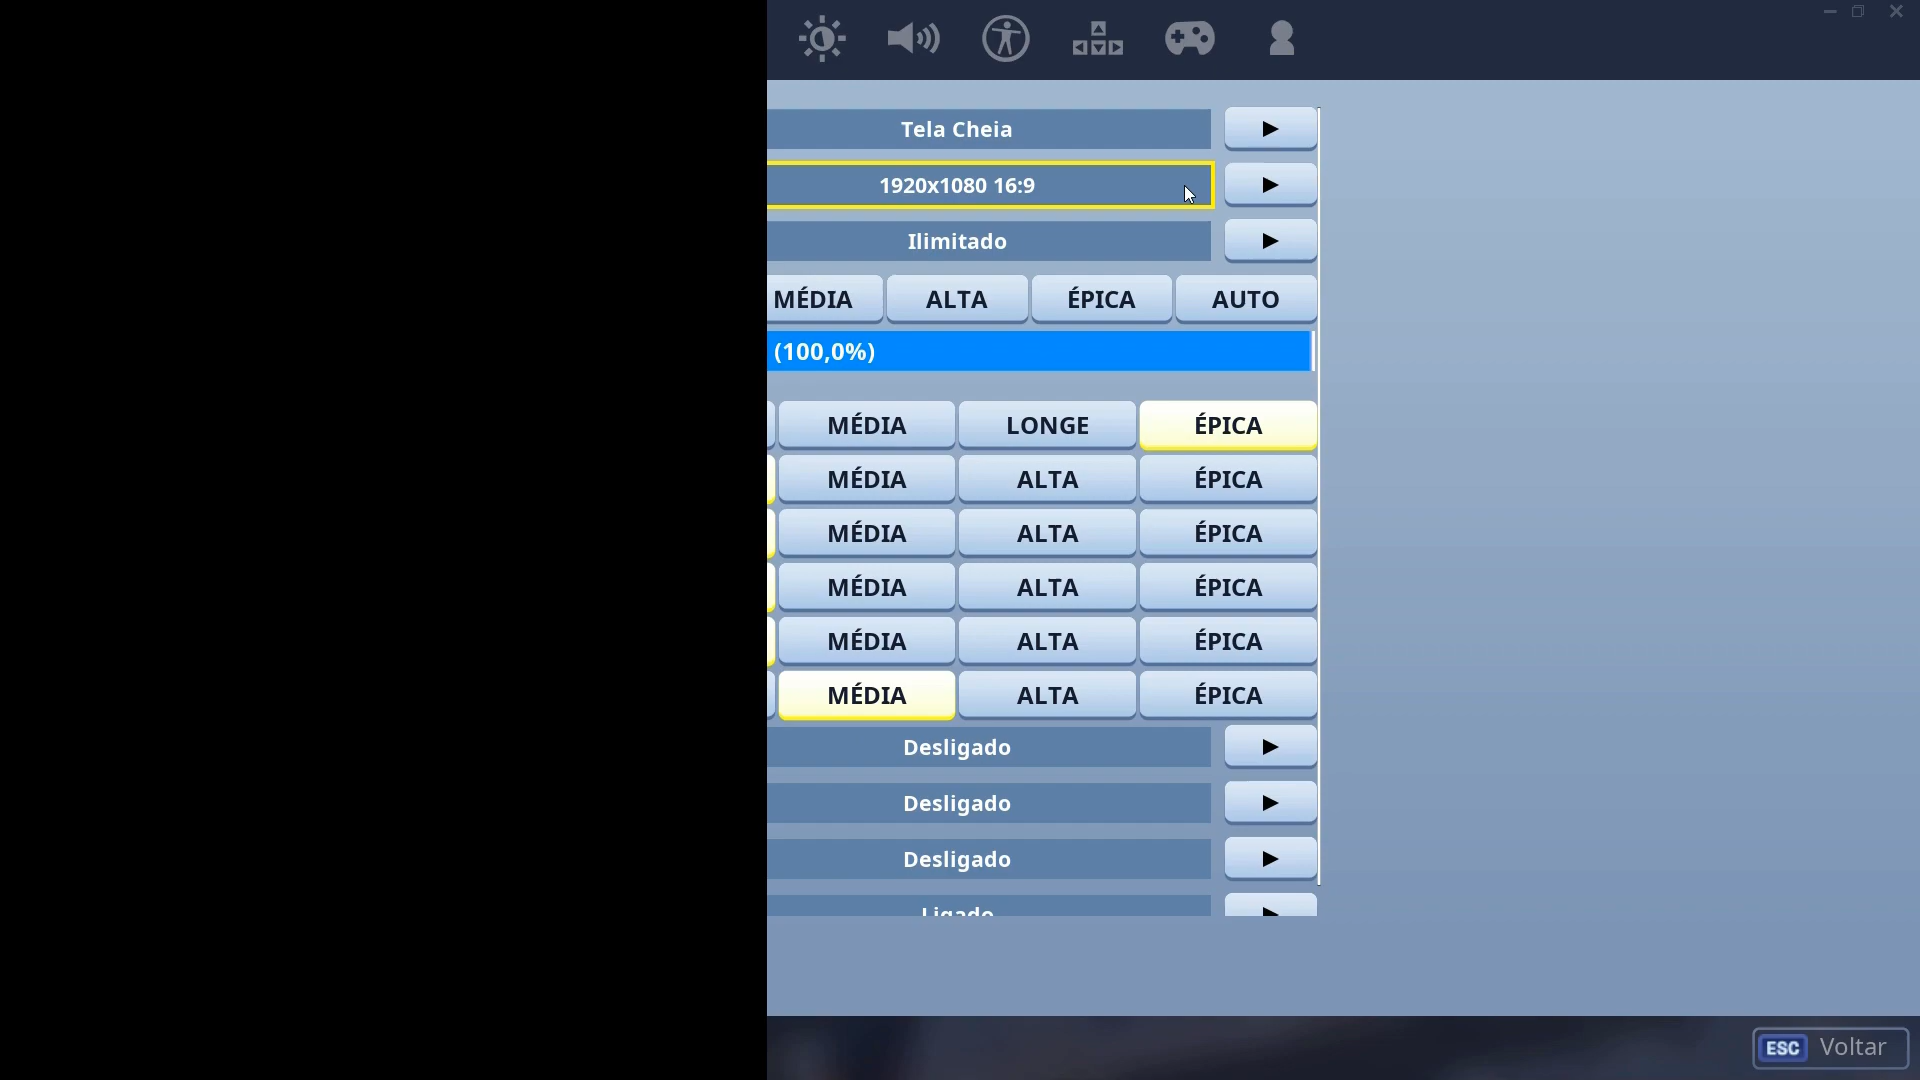 Tela Cheia
1920x1080 16:9
Ilimitado
MÉDIA ALTA ÉPICA AUTO
(100,0%)
MÉDIA LONGE ÉPICA
MÉDIA ALTA ÉPICA
MÉDIA ALTA ÉPICA
MÉDIA ALTA ÉPICA
MÉDIA ALTA ÉPICA
MÉDIA ALTA ÉPICA
Desligado
Desligado
Desligado
Ligado
ESC Voltar